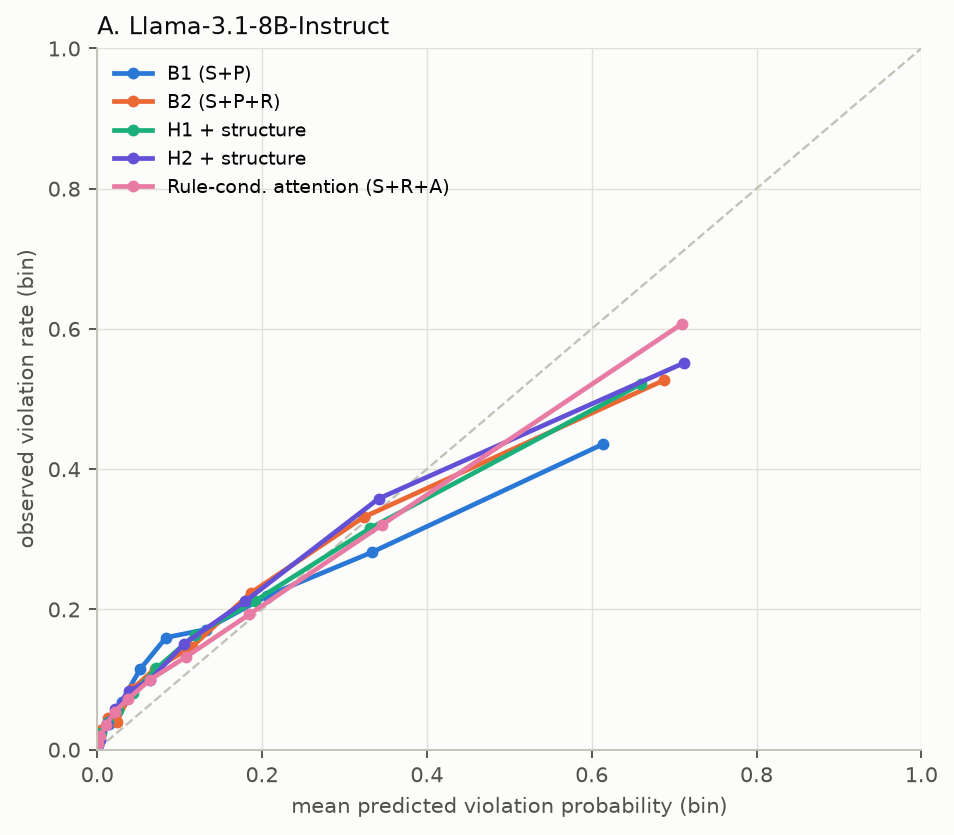 A. Llama-3.1-8B-Instruct
1.0
0.8
0.6
0.4
0.2
0.0
observed violation rate (bin)
B1 (S+P)
B2 (S+P+R)
H1 + structure
H2 + structure
Rule-cond. attention (S+R+A)
0.0 0.2 0.4 0.6 0.8 1.0
mean predicted violation probability (bin)